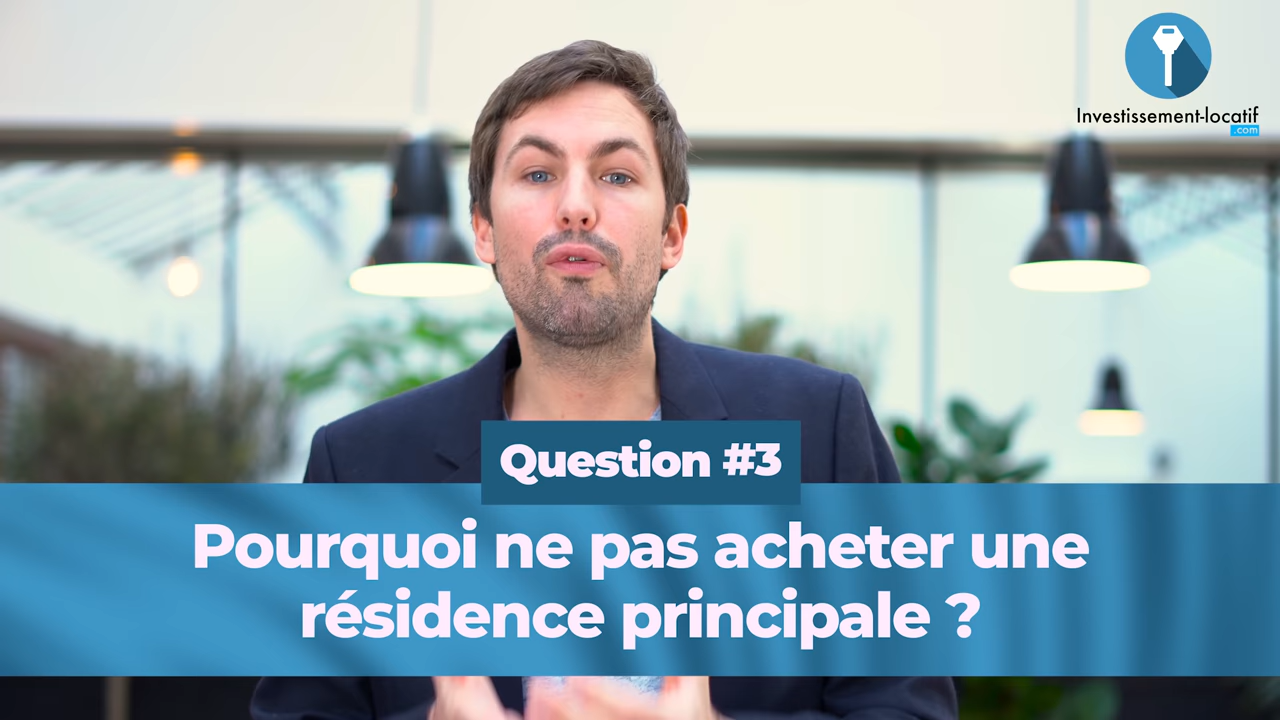 Investissement-locatif
.com
Question #3
Pourquoi ne pas acheter une
résidence principale ?